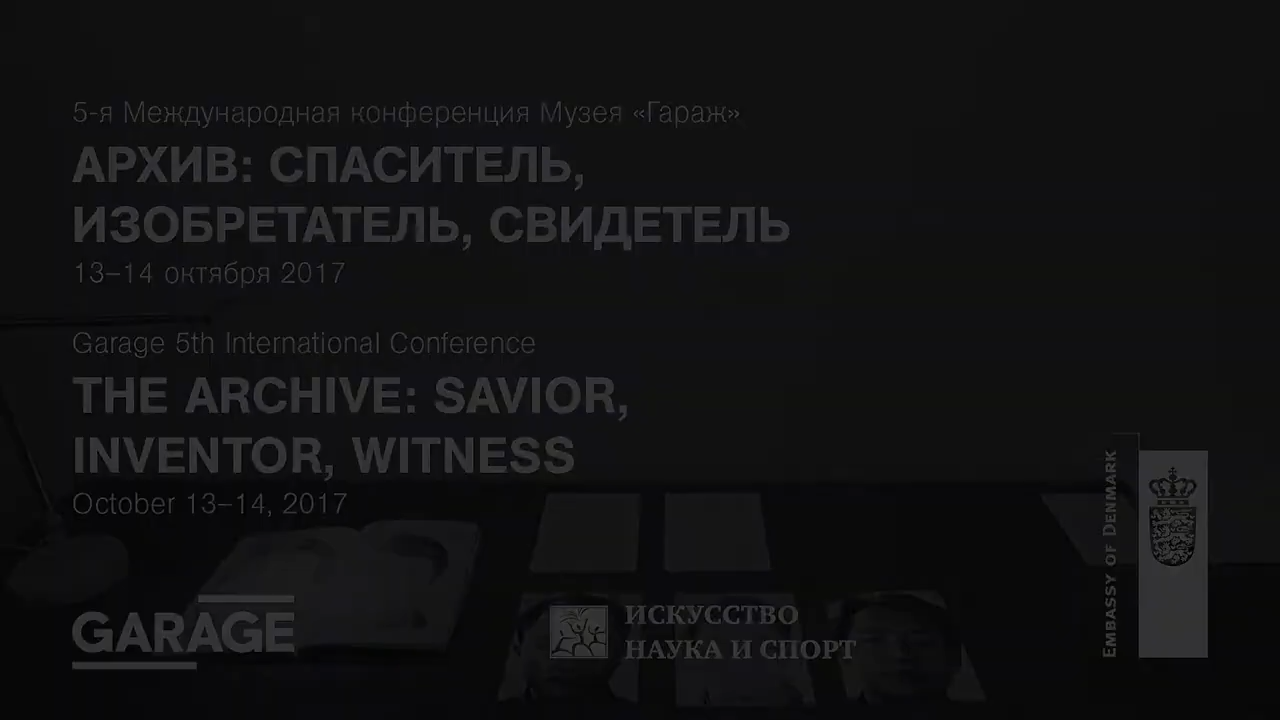 5-я Международная конференция Музея «Гараж»
АРХИВ: СПАСИТЕЛЬ,
ИЗОБРЕТАТЕЛЬ, СВИДЕТЕЛЬ
13–14 октября 2017
Garage 5th International Conference
THE ARCHIVE: SAVIOR,
INVENTOR, WITNESS
October 13–14, 2017
GARAGE
ИСКУССТВО
НАУКА И СПОРТ
EMBASSY OF DENMARK